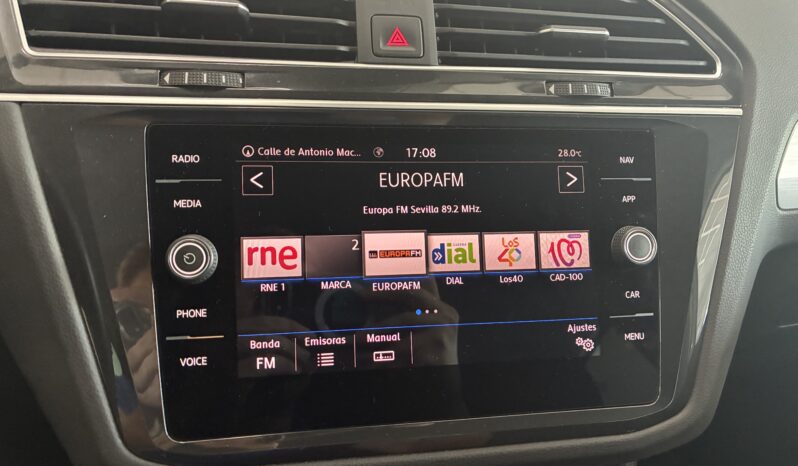 RADIO
MEDIA
PHONE
VOICE
Calle de Antonio Mac... 17:08 28.0°C
< EUROPAFM >
Europa FM Sevilla 89.2 MHz.
rne 2 EUROPAFM dial LOS 40 100
RNE 1 MARCA EUROPAFM DIAL Los40 CAD-100
Banda Emisoras Manual Ajustes
FM
NAV
APP
CAR
MENU